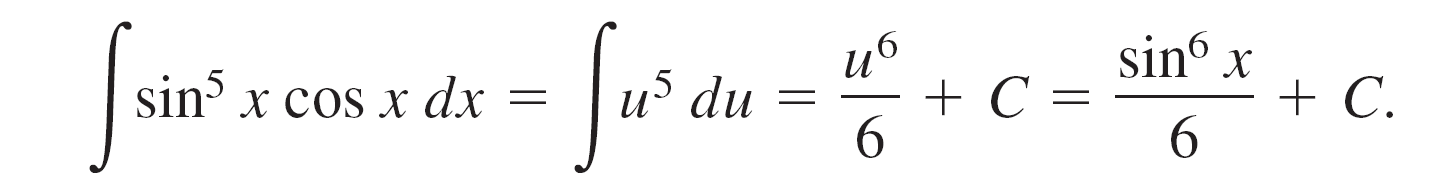 ∫ sin⁵ x cos x dx = ∫ u⁵ du = u⁶/6 + C = sin⁶ x/6 + C.